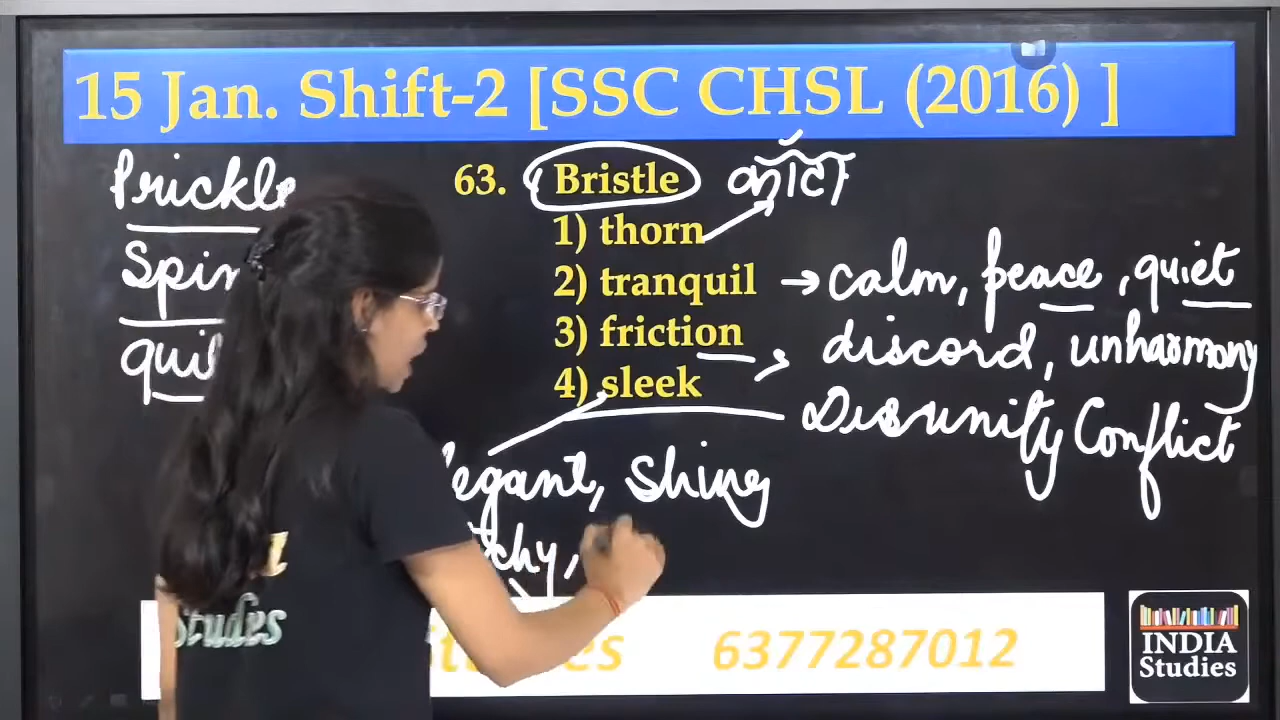 15 Jan. Shift-2 [SSC CHSL (2016) ]
Prickle
63. Bristle कांटा
1) thorn
2) tranquil → calm, peace, quiet
3) friction → discord, unharmony
4) sleek
Disunity Conflict
Shiny
6377287012
INDIA
Studies